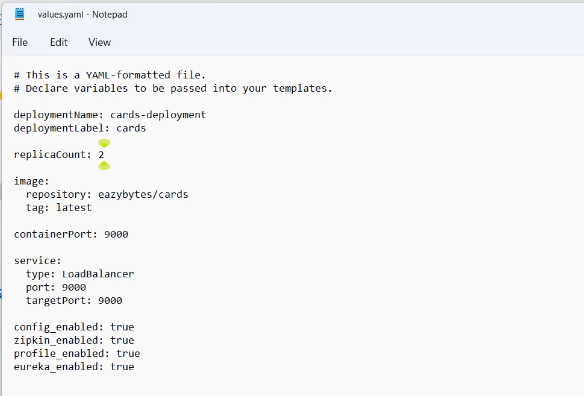 values.yaml - Notepad
File Edit View
# This is a YAML-formatted file.
# Declare variables to be passed into your templates.
deploymentName: cards-deployment
deploymentLabel: cards
replicaCount: 2
image:
  repository: eazybytes/cards
  tag: latest
containerPort: 9000
service:
  type: LoadBalancer
  port: 9000
  targetPort: 9000
config_enabled: true
zipkin_enabled: true
profile_enabled: true
eureka_enabled: true